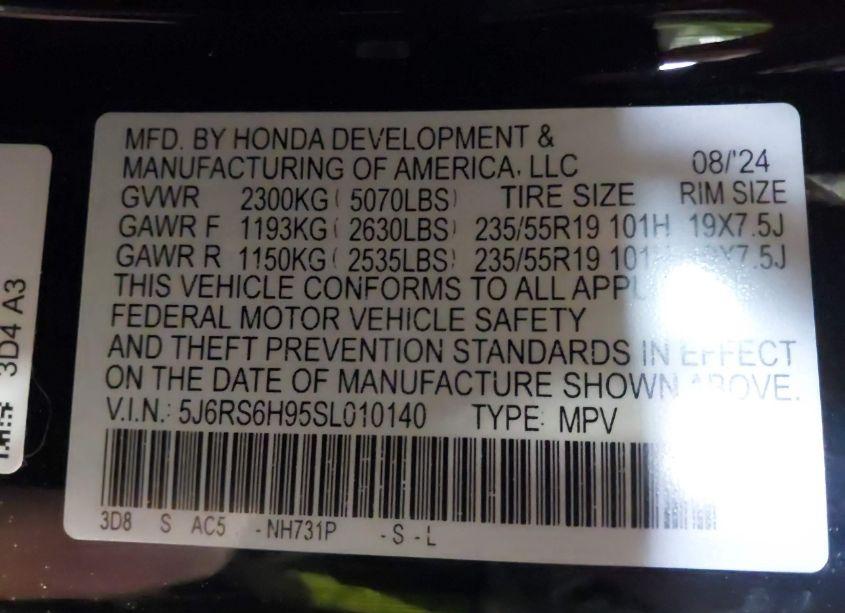 MFD. BY HONDA DEVELOPMENT &
MANUFACTURING OF AMERICA, LLC 08/'24
GVWR 2300KG ( 5070LBS) TIRE SIZE RIM SIZE
GAWR F 1193KG ( 2630LBS) 235/55R19 101H 19X7.5J
GAWR R 1150KG ( 2535LBS) 235/55R19
THIS VEHICLE CONFORMS TO ALL
FEDERAL MOTOR VEHICLE SAFETY
AND THEFT PREVENTION STANDARDS IN EFFECT
ON THE DATE OF MANUFACTURE SHOWN ABOVE.
V.I.N.: 5J6RS6H95SL010140 TYPE: MPV
3D8 S AC5 -NH731P -S -L
3D4 A3